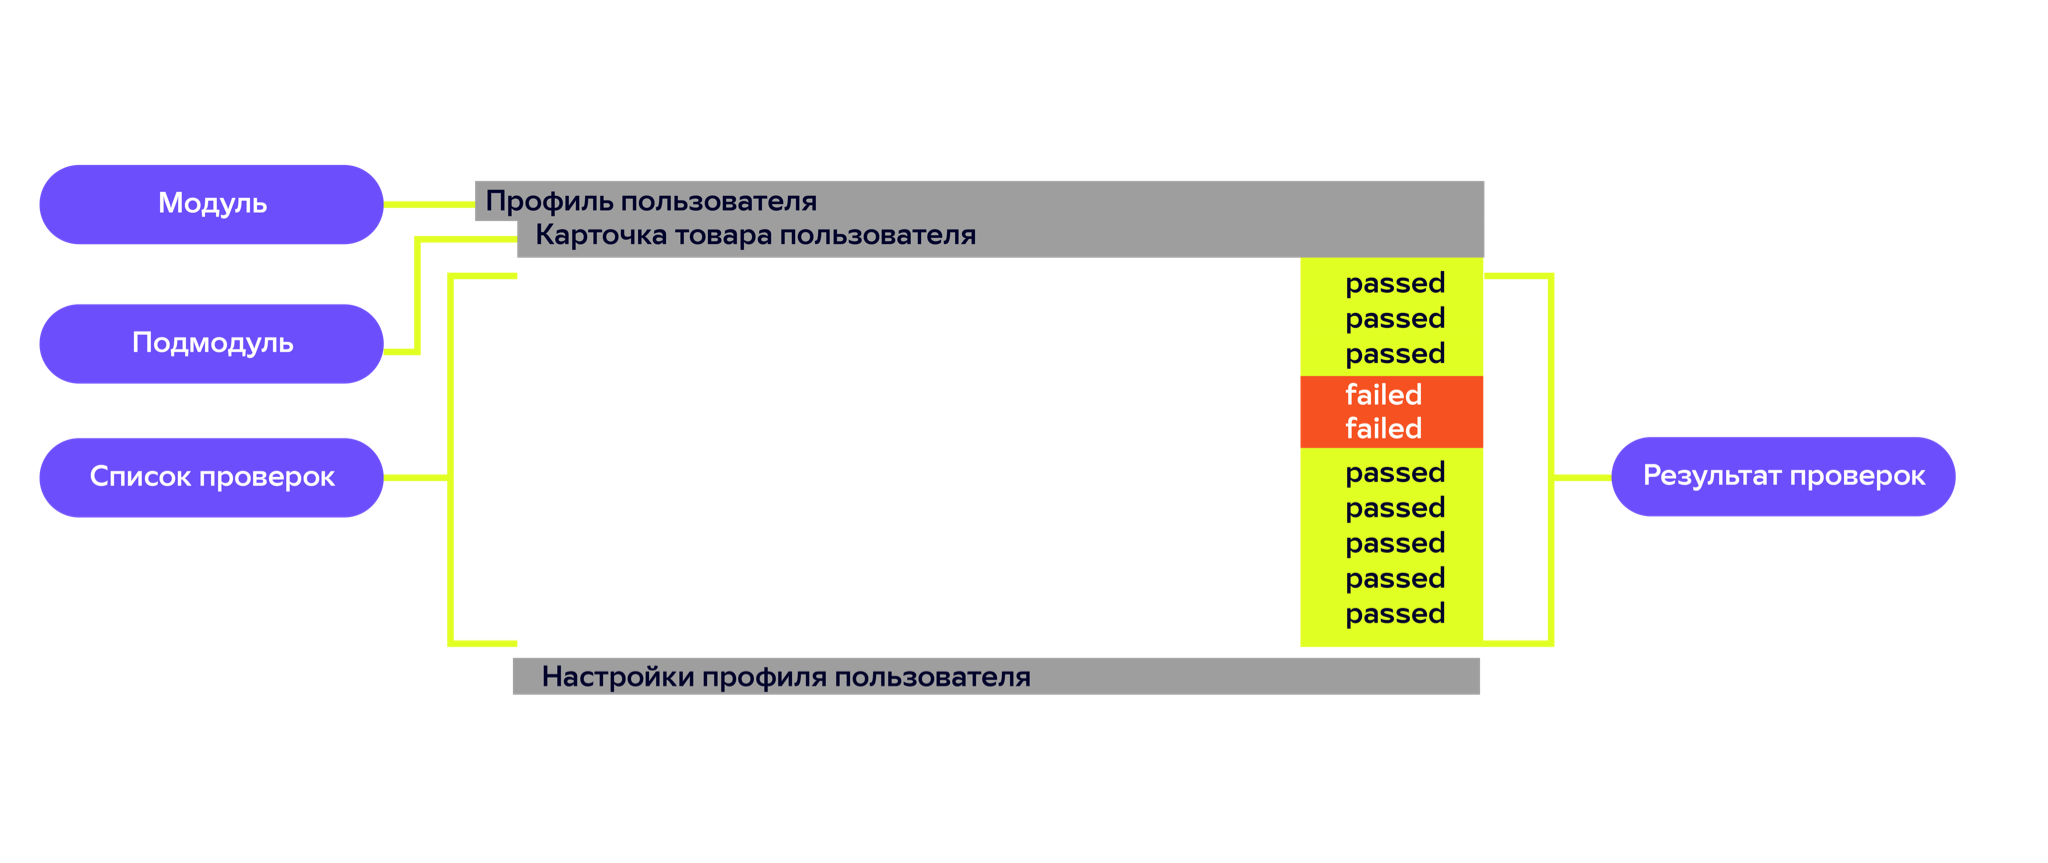 Модуль
Профиль пользователя
Карточка товара пользователя
Подмодуль
Список проверок
passed
passed
passed
failed
failed
passed
passed
passed
passed
passed
Результат проверок
Настройки профиля пользователя